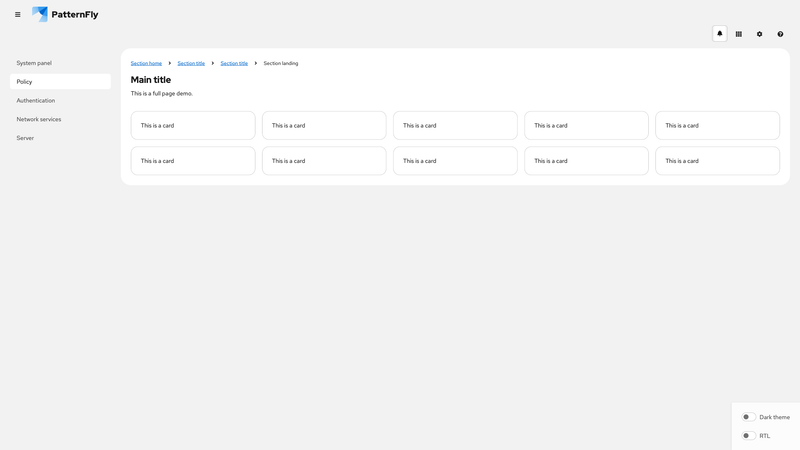 PatternFly
System panel
Policy
Authentication
Network services
Server
Section home > Section title > Section title > Section landing
Main title
This is a full page demo.
This is a card This is a card This is a card This is a card This is a card
This is a card This is a card This is a card This is a card This is a card
Dark theme
RTL